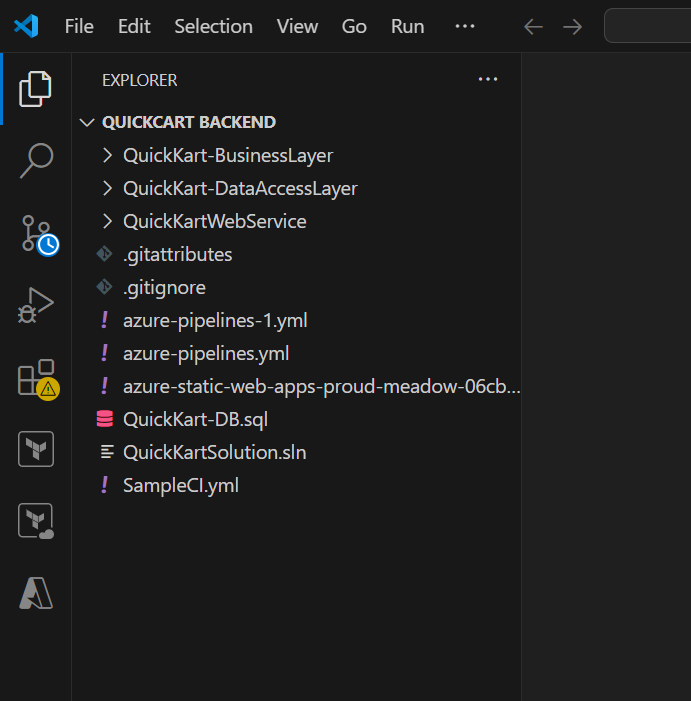 File Edit Selection View Go Run ...
EXPLORER ...
QUICKCART BACKEND
QuickKart-BusinessLayer
QuickKart-DataAccessLayer
QuickKartWebService
.gitattributes
.gitignore
! azure-pipelines-1.yml
! azure-pipelines.yml
! azure-static-web-apps-proud-meadow-06cb...
QuickKart-DB.sql
QuickKartSolution.sln
! SampleCI.yml